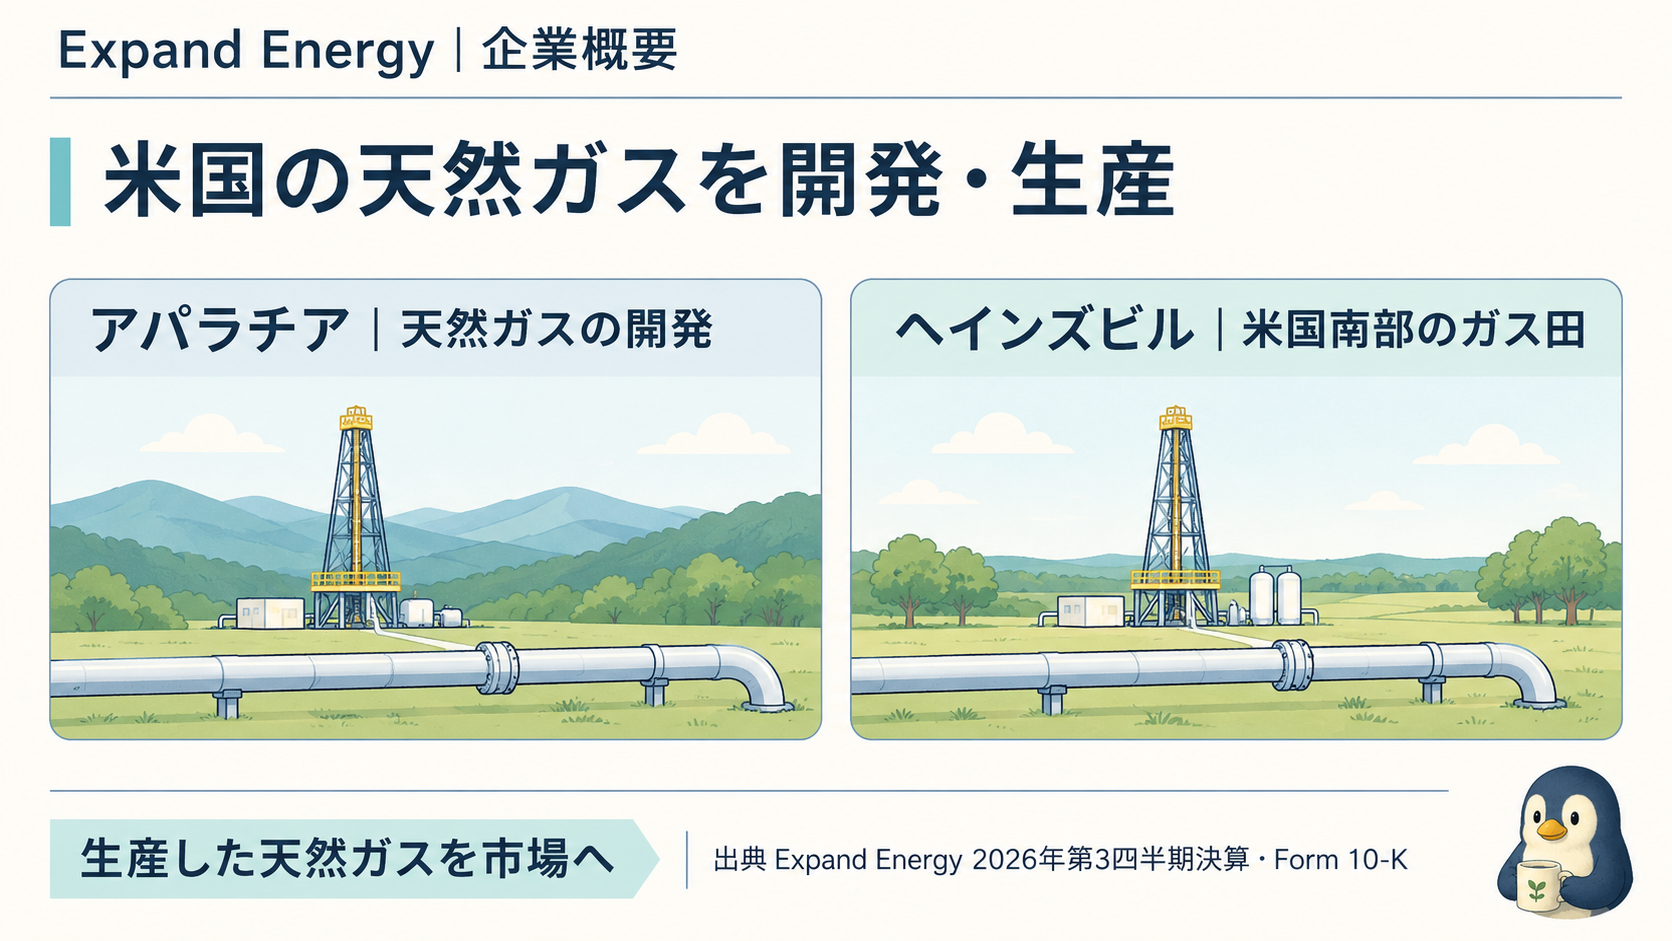 Expand Energy｜企業概要
米国の天然ガスを開発・生産
アパラチア｜天然ガスの開発
ヘインズビル｜米国南部のガス田
生産した天然ガスを市場へ
出典 Expand Energy 2026年第3四半期決算・Form 10-K